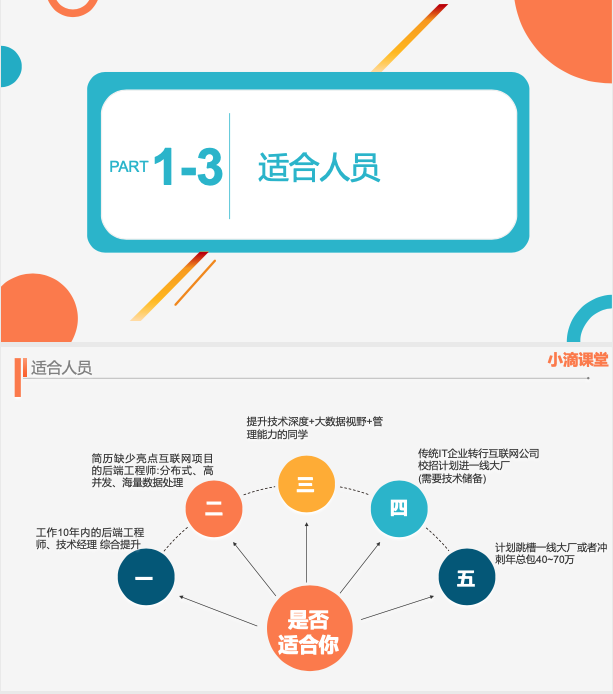 PART 1-3 适合人员
适合人员
小滴课堂
提升技术深度+大数据视野+管
理能力的同学
简历缺少亮点互联网项目
的后端工程师:分布式、高
并发、海量数据处理
传统IT企业转行互联网公司
校招计划进一线大厂
(需要技术储备)
工作10年内的后端工程
师、技术经理 综合提升
计划跳槽一线大厂或者冲
刺年总包40~70万
一
二
三
四
五
是否
适合你